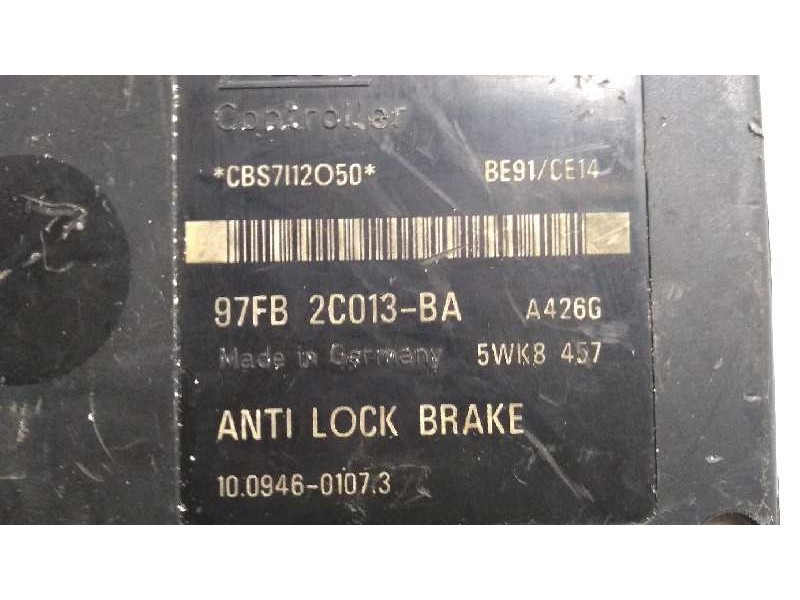 Controller
*CBS7I12O50* BE91/CE14
97FB 2C013-BA A426G
Made in Germany 5WK8 457
ANTI LOCK BRAKE
10.0946-0107.3